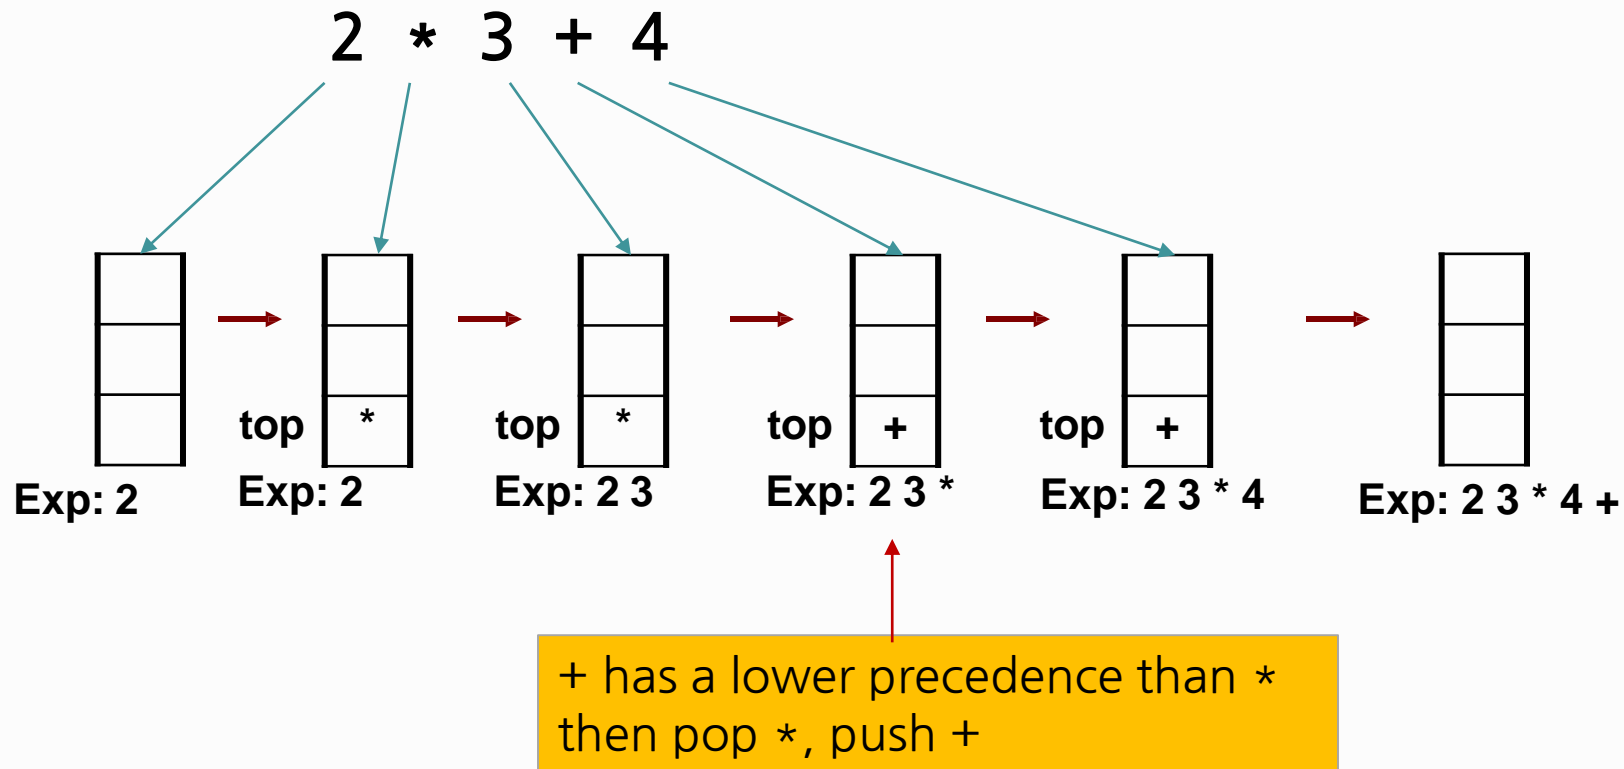 2 * 3 + 4
top * top * top + top +
Exp: 2 Exp: 2 Exp: 2 3 Exp: 2 3 * Exp: 2 3 * 4 Exp: 2 3 * 4 +
+ has a lower precedence than *
then pop *, push +